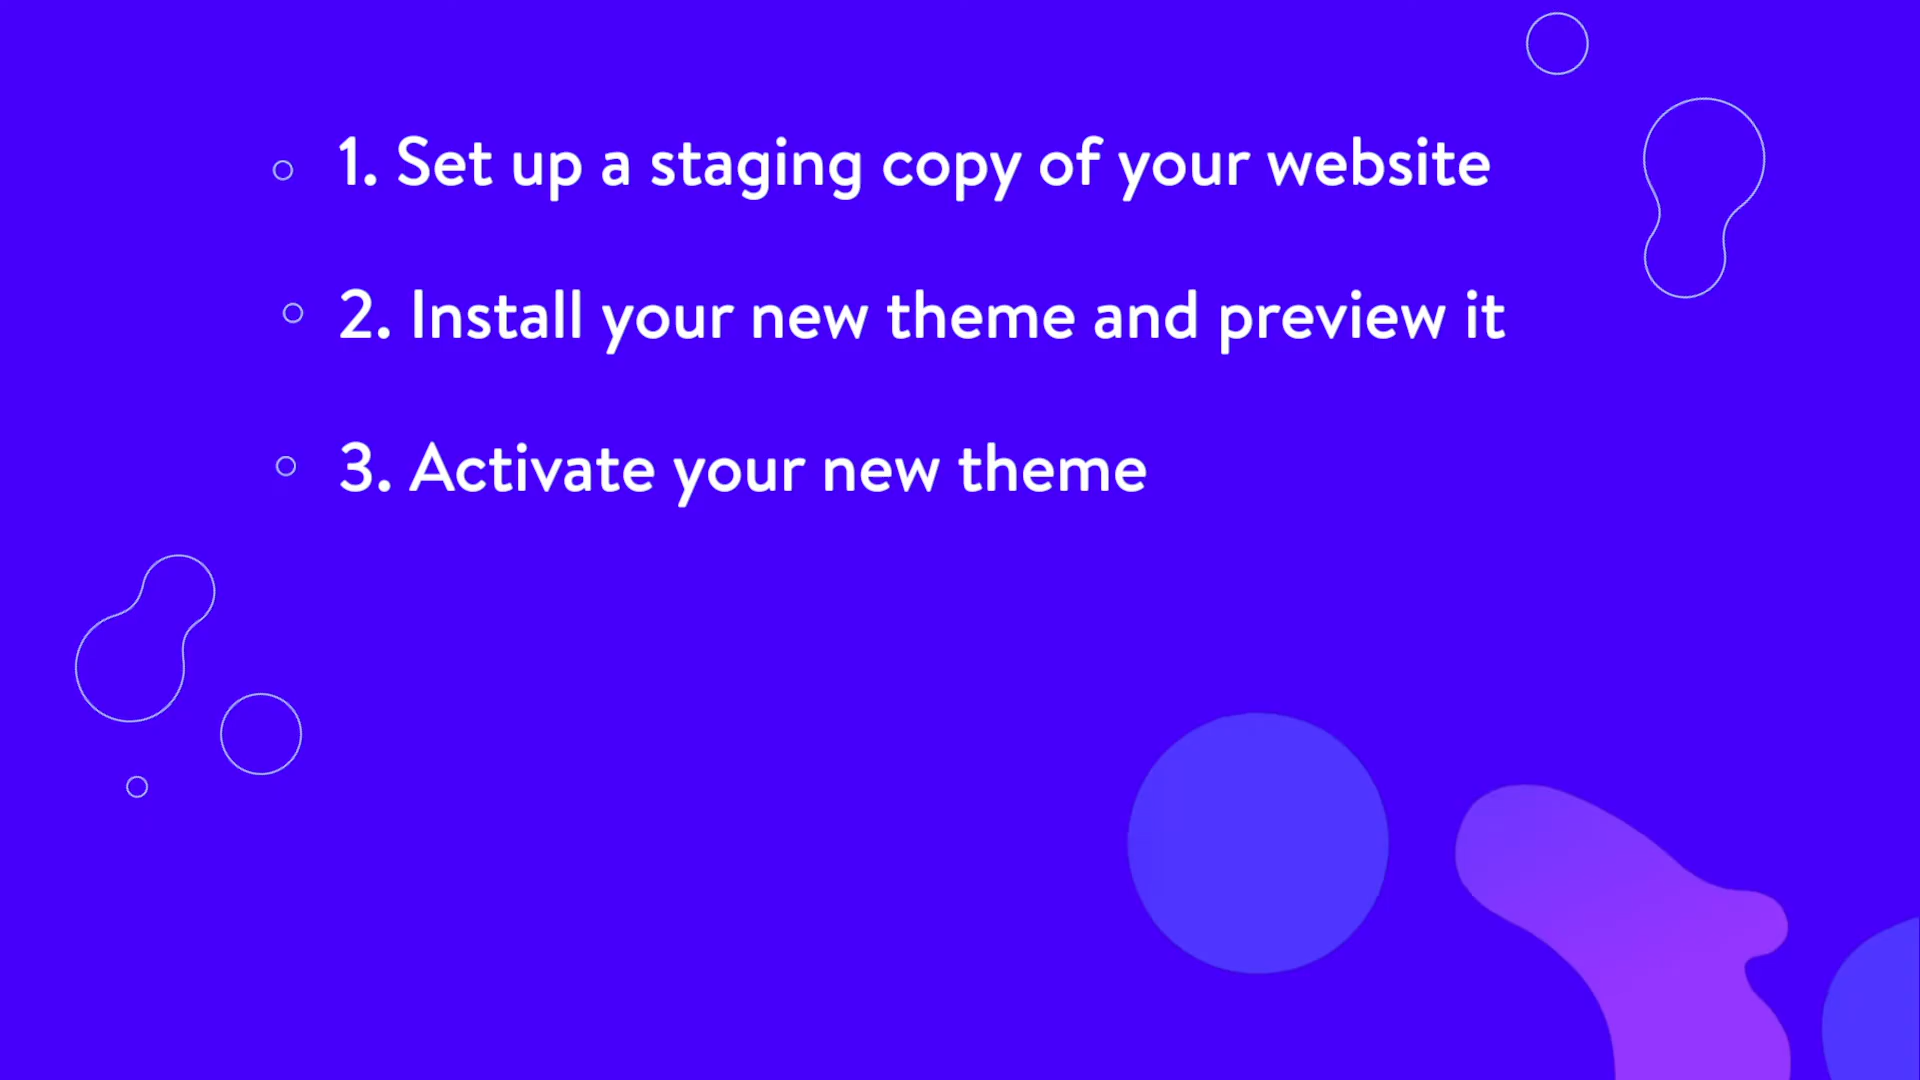 1. Set up a staging copy of your website
2. Install your new theme and preview it
3. Activate your new theme